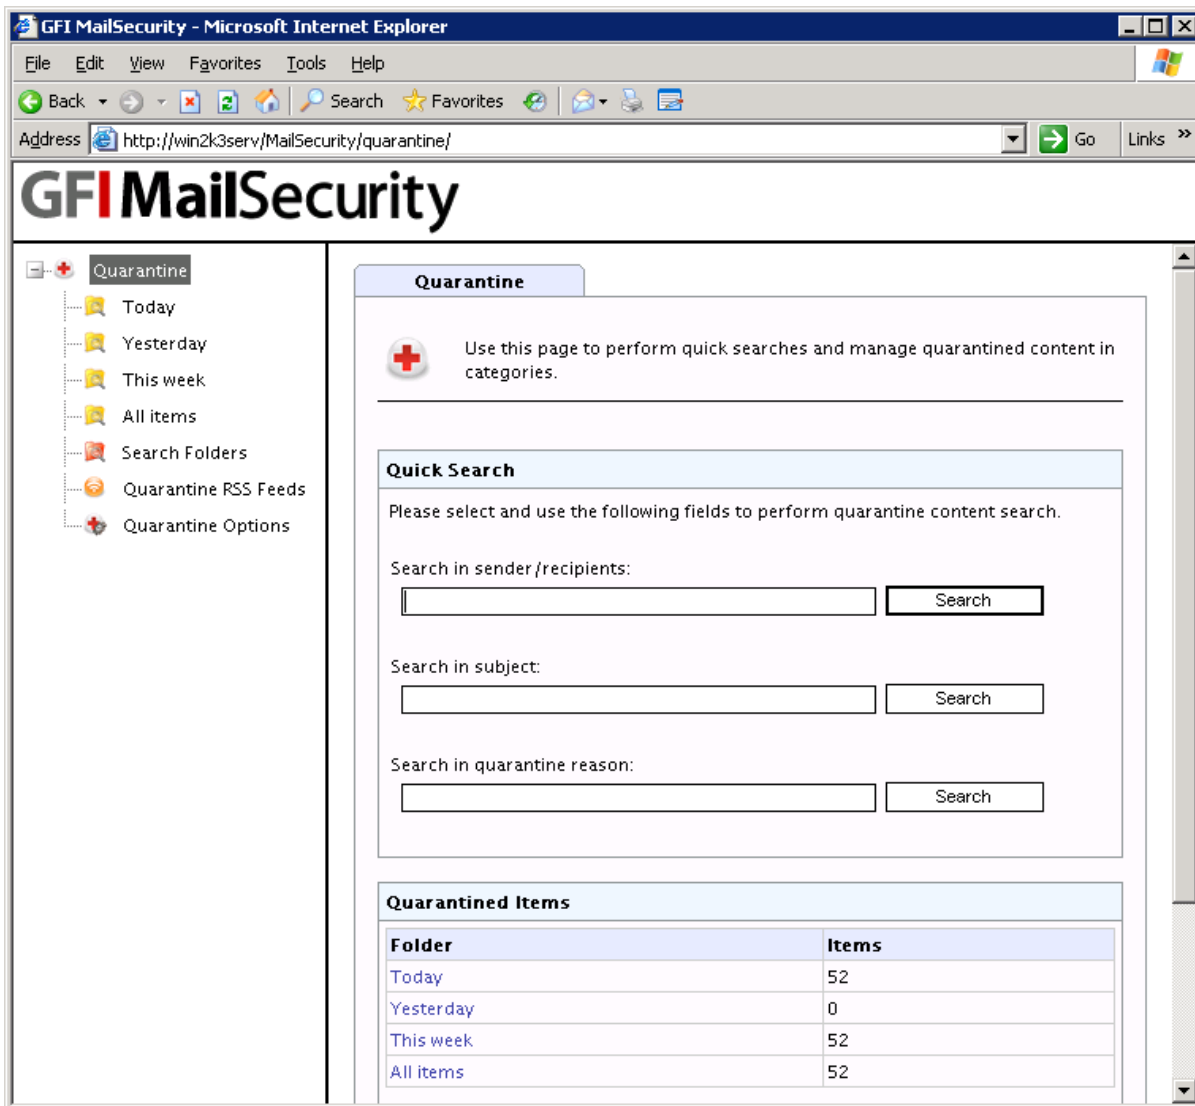 GFI MailSecurity - Microsoft Internet Explorer
File Edit View Favorites Tools Help
Back Search Favorites
Address http://win2k3serv/MailSecurity/quarantine/ Go Links »
GFI MailSecurity
Quarantine
Today
Yesterday
This week
All items
Search Folders
Quarantine RSS Feeds
Quarantine Options
Quarantine
Use this page to perform quick searches and manage quarantined content in
categories.
Quick Search
Please select and use the following fields to perform quarantine content search.
Search in sender/recipients:
Search
Search in subject:
Search
Search in quarantine reason:
Search
Quarantined Items
Folder Items
Today 52
Yesterday 0
This week 52
All items 52